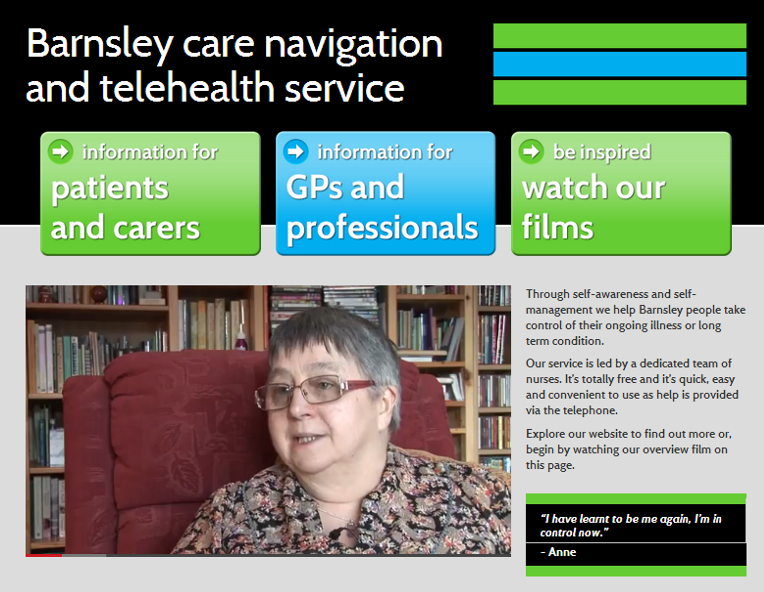 Barnsley care navigation
and telehealth service
information for
patients
and carers
information for
GPs and
professionals
be inspired
watch our
films
Through self-awareness and self-
management we help Barnsley people take
control of their ongoing illness or long
term condition.
Our service is led by a dedicated team of
nurses. It's totally free and it's quick, easy
and convenient to use as help is provided
via the telephone.
Explore our website to find out more or,
begin by watching our overview film on
this page.
“I have learnt to be me again, I'm in
control now.”
- Anne